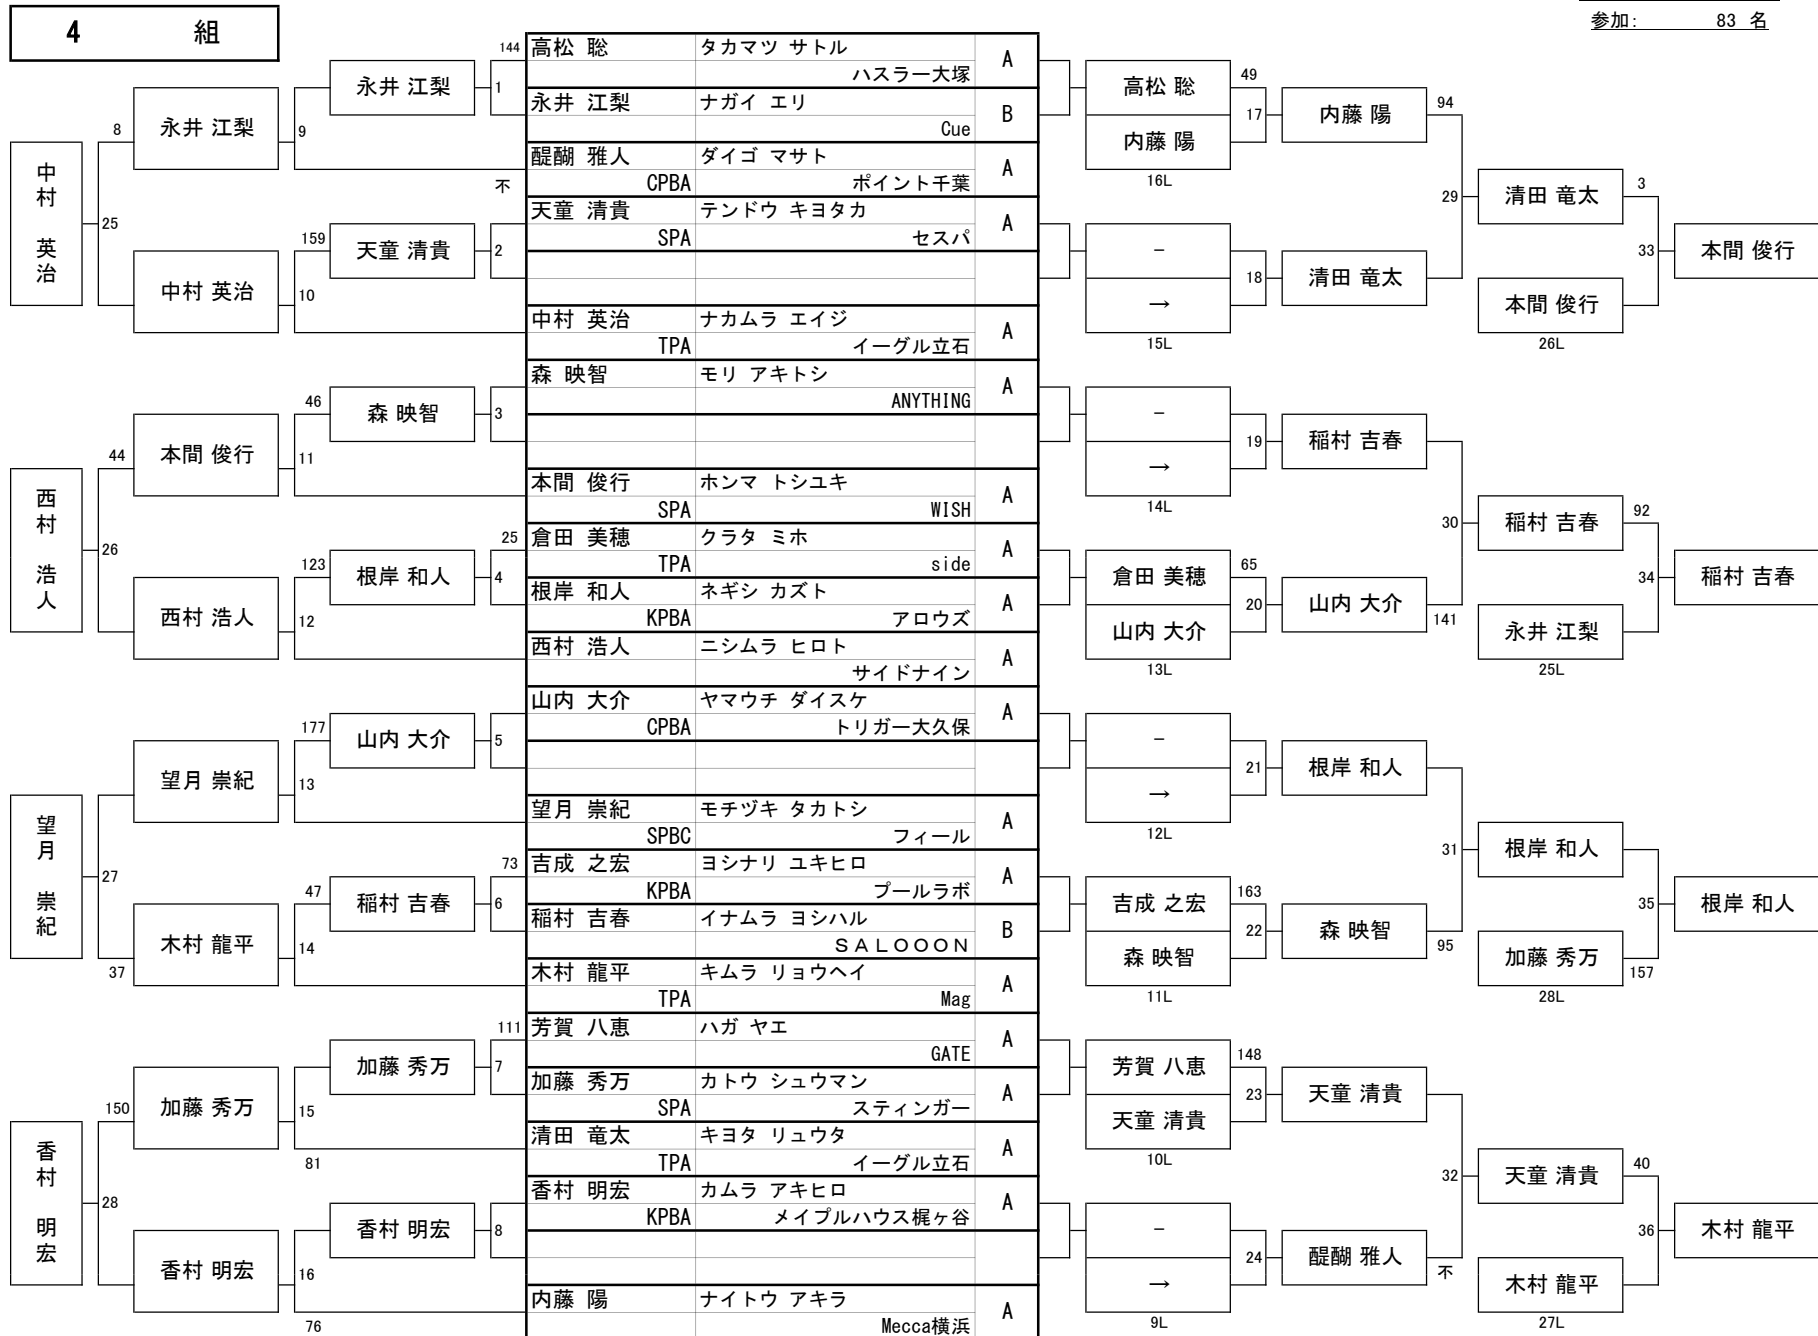 4 組
参加: 83 名
144 高松 聡 タカマツ サトル A
ハスラー大塚
永井 江梨 1
永井 江梨 ナガイ エリ B
Cue
8 永井 江梨 9
醍醐 雅人 ダイゴ マサト A
不 CPBA ポイント千葉
中村 英治 25
天童 清貴 テンドウ キヨタカ A
SPA セスパ
159 天童 清貴 2
中村 英治 10
中村 英治 ナカムラ エイジ A
TPA イーグル立石
森 映智 モリ アキトシ A
ANYTHING
46 森 映智 3
44 本間 俊行 11
本間 俊行 ホンマ トシユキ A
SPA WISH
西村 浩人 26
25 倉田 美穂 クラタ ミホ A
TPA side
123 根岸 和人 4
根岸 和人 ネギシ カズト A
KPBA アロウズ
西村 浩人 12
西村 浩人 ニシムラ ヒロト A
サイドナイン
山内 大介 ヤマウチ ダイスケ A
CPBA トリガー大久保
177 山内 大介 5
望月 崇紀 13
望月 崇紀 モチヅキ タカトシ A
SPBC フィール
望月 崇紀 27
73 吉成 之宏 ヨシナリ ユキヒロ A
KPBA プールラボ
47 稲村 吉春 6
稲村 吉春 イナムラ ヨシハル B
ＳＡＬＯＯＯＮ
木村 龍平 14
37
木村 龍平 キムラ リョウヘイ A
TPA Mag
111 芳賀 八恵 ハガ ヤエ A
GATE
加藤 秀万 7
加藤 秀万 カトウ シュウマン A
SPA スティンガー
150 加藤 秀万 15
81
清田 竜太 キヨタ リュウタ A
TPA イーグル立石
香村 明宏 28
香村 明宏 カムラ アキヒロ A
KPBA メイプルハウス梶ヶ谷
香村 明宏 8
香村 明宏 16
76
内藤 陽 ナイトウ アキラ A
Mecca横浜
高松 聡 49
17 内藤 陽 94
内藤 陽
16L
29 清田 竜太 3
－
18 清田 竜太
→
15L
33 本間 俊行
本間 俊行
26L
－
19 稲村 吉春
→
14L
30 稲村 吉春 92
倉田 美穂 65
20 山内 大介 141
山内 大介
13L
34 稲村 吉春
永井 江梨
25L
－
21 根岸 和人
→
12L
31 根岸 和人
吉成 之宏 163
22 森 映智 95
森 映智
11L
35 根岸 和人
加藤 秀万 157
28L
芳賀 八恵 148
23 天童 清貴
天童 清貴
10L
32 天童 清貴 40
－
24 醍醐 雅人 不
→
9L
36 木村 龍平
木村 龍平
27L